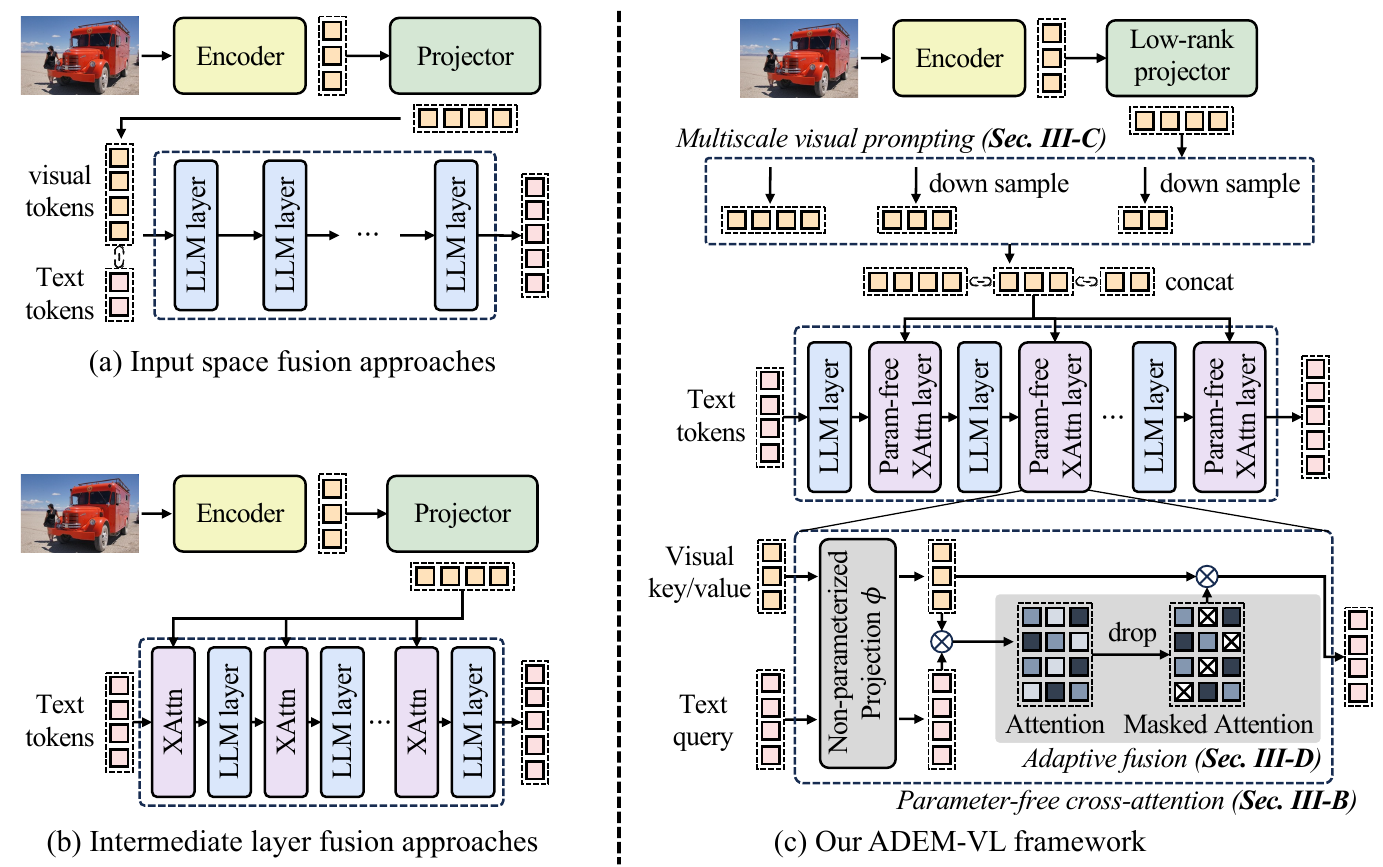 Encoder
Projector
visual
tokens
Text
tokens
LLM layer
LLM layer
...
LLM layer
(a) Input space fusion approaches
Encoder
Projector
Text
tokens
XAttn
LLM layer
XAttn
LLM layer
...
XAttn
LLM layer
(b) Intermediate layer fusion approaches
Encoder
Low-rank
projector
Multiscale visual prompting (Sec. III-C)
down sample
down sample
concat
Text
tokens
LLM layer
Param-free
XAttn layer
LLM layer
Param-free
XAttn layer
...
LLM layer
Param-free
XAttn layer
Visual
key/value
Text
query
Non-parameterized
Projection ϕ
drop
Attention
Masked Attention
Adaptive fusion (Sec. III-D)
Parameter-free cross-attention (Sec. III-B)
(c) Our ADEM-VL framework